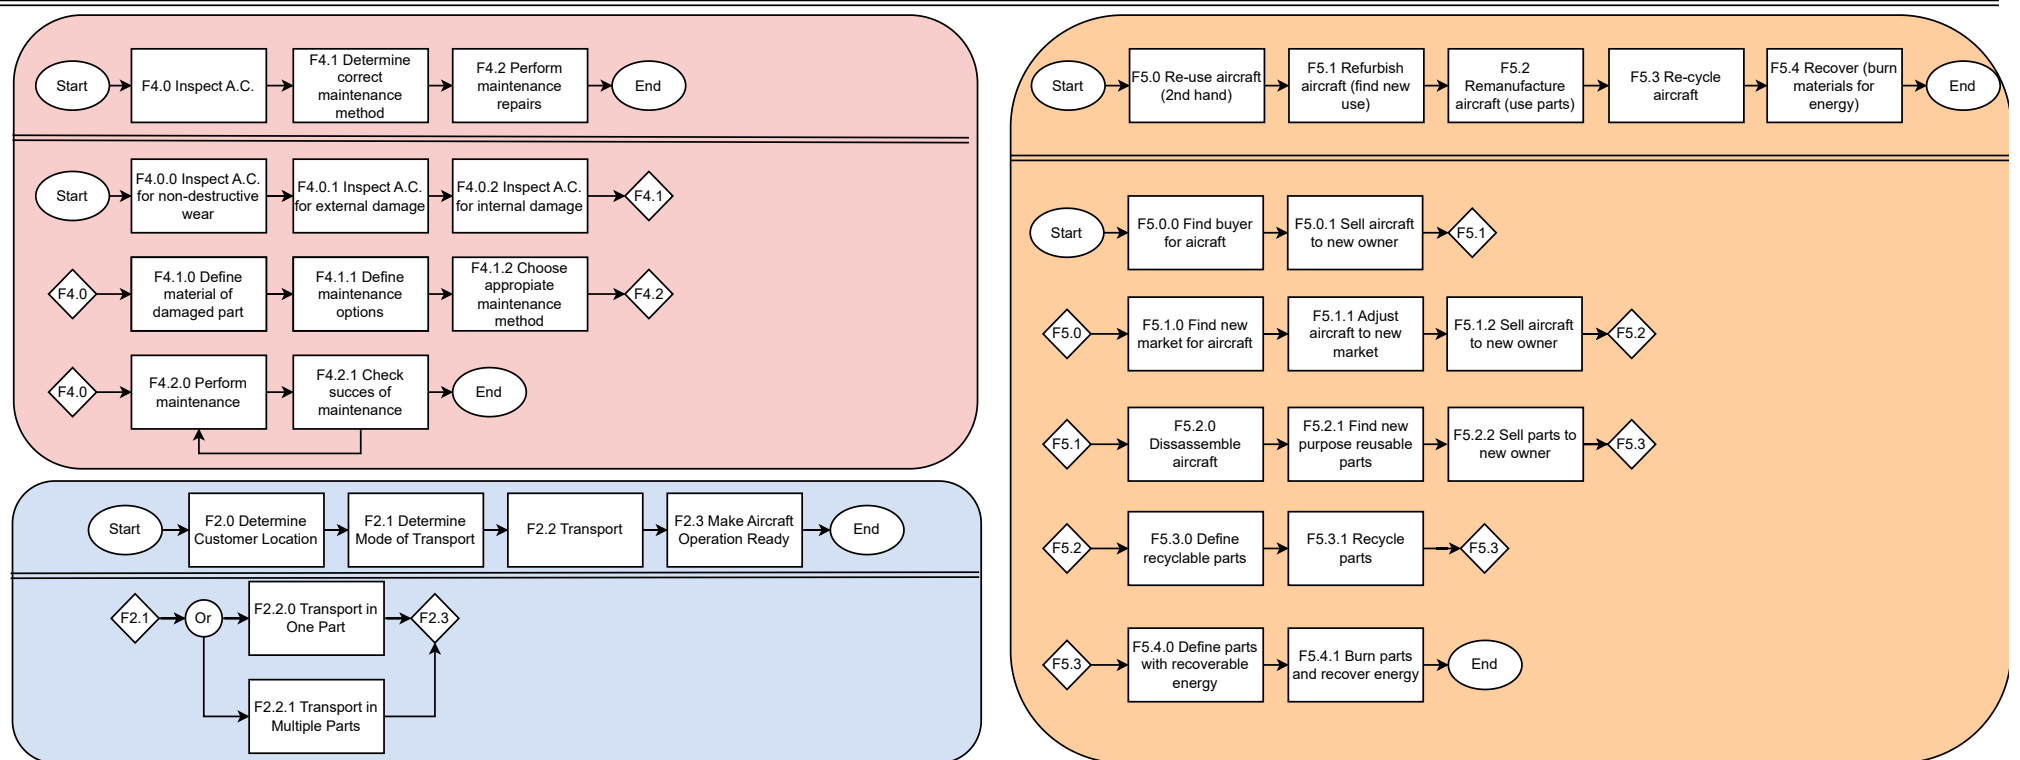 Start
F4.0 Inspect A.C.
F4.1 Determine
correct
maintenance
method
F4.2 Perform
maintenance
repairs
End
Start
F4.0.0 Inspect A.C.
for non-destructive
wear
F4.0.1 Inspect A.C.
for external damage
F4.0.2 Inspect A.C.
for internal damage
F4.1
F4.0
F4.1.0 Define
material of
damaged part
F4.1.1 Define
maintenance
options
F4.1.2 Choose
appropiate
maintenance
method
F4.2
F4.0
F4.2.0 Perform
maintenance
F4.2.1 Check
succes of
maintenance
End
Start
F2.0 Determine
Customer Location
F2.1 Determine
Mode of Transport
F2.2 Transport
F2.3 Make Aircraft
Operation Ready
End
F2.1
Or
F2.2.0 Transport in
One Part
F2.3
F2.2.1 Transport in
Multiple Parts
Start
F5.0 Re-use aircraft
(2nd hand)
F5.1 Refurbish
aircraft (find new
use)
F5.2
Remanufacture
aircraft (use parts)
F5.3 Re-cycle
aircraft
F5.4 Recover (burn
materials for
energy)
End
Start
F5.0.0 Find buyer
for aicraft
F5.0.1 Sell aircraft
to new owner
F5.1
F5.0
F5.1.0 Find new
market for aircraft
F5.1.1 Adjust
aircraft to new
market
F5.1.2 Sell aircraft
to new owner
F5.2
F5.1
F5.2.0
Dissassemble
aircraft
F5.2.1 Find new
purpose reusable
parts
F5.2.2 Sell parts to
new owner
F5.3
F5.2
F5.3.0 Define
recyclable parts
F5.3.1 Recycle
parts
F5.3
F5.3
F5.4.0 Define parts
with recoverable
energy
F5.4.1 Burn parts
and recover energy
End